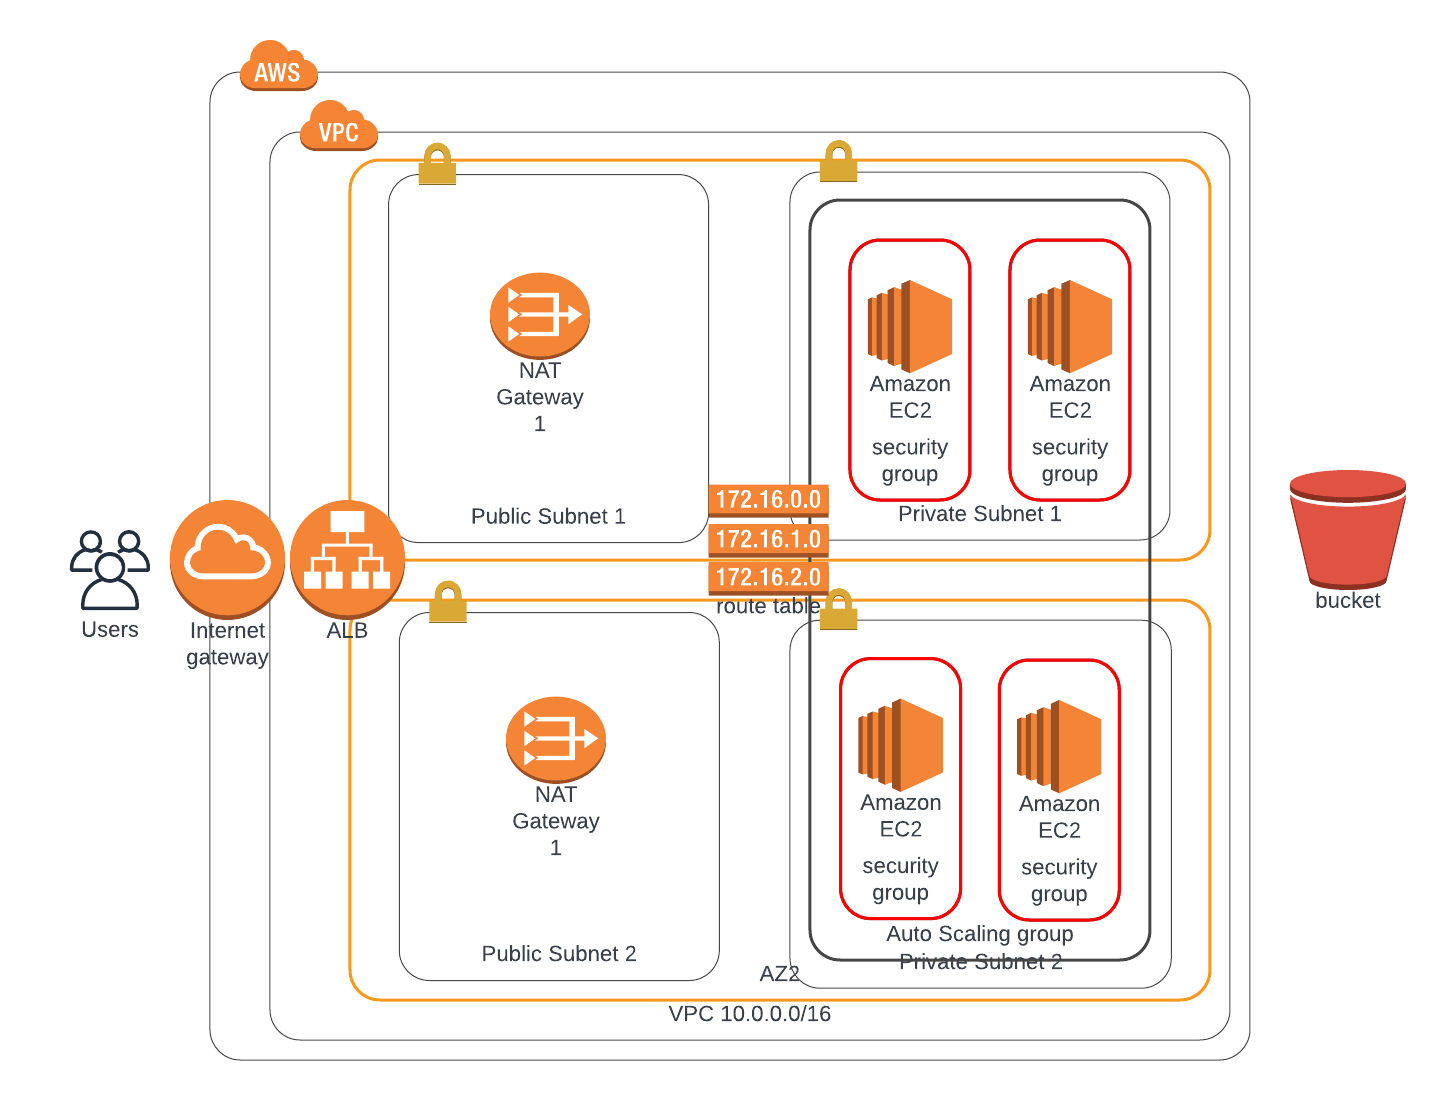 AWS
VPC
NAT
Gateway
1
Public Subnet 1
Amazon
EC2
security
group
Amazon
EC2
security
group
Private Subnet 1
172.16.0.0
172.16.1.0
172.16.2.0
route table
Users
Internet
gateway
ALB
bucket
NAT
Gateway
1
Public Subnet 2
Amazon
EC2
security
group
Amazon
EC2
security
group
Auto Scaling group
Private Subnet 2
AZ2
VPC 10.0.0.0/16